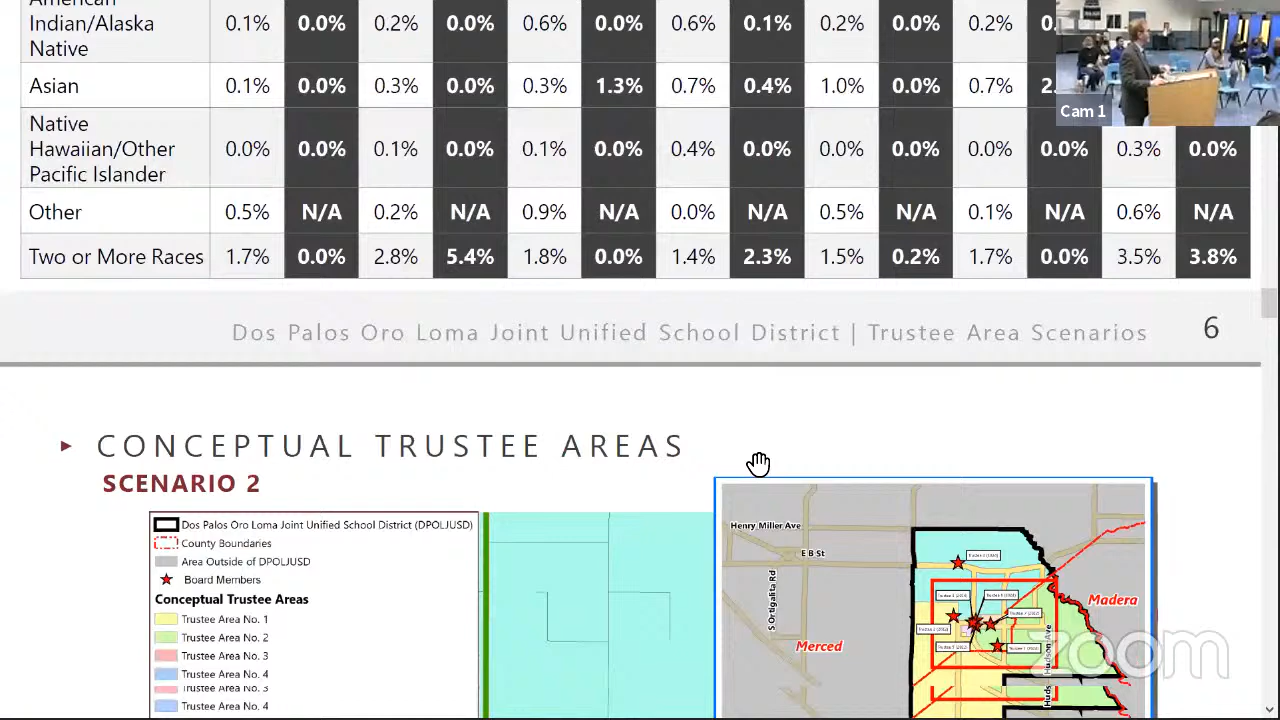 American
Indian/Alaska
Native
0.1% 0.0% 0.2% 0.0% 0.6% 0.0% 0.6% 0.1% 0.2% 0.0% 0.2% 0.0%
Asian 0.1% 0.0% 0.3% 0.0% 0.3% 1.3% 0.7% 0.4% 1.0% 0.0% 0.7%
Cam 1
Native
Hawaiian/Other
Pacific Islander
0.0% 0.0% 0.1% 0.0% 0.1% 0.0% 0.4% 0.0% 0.0% 0.0% 0.0% 0.0% 0.3% 0.0%
Other 0.5% N/A 0.2% N/A 0.9% N/A 0.0% N/A 0.5% N/A 0.1% N/A 0.6% N/A
Two or More Races 1.7% 0.0% 2.8% 5.4% 1.8% 0.0% 1.4% 2.3% 1.5% 0.2% 1.7% 0.0% 3.5% 3.8%
Dos Palos Oro Loma Joint Unified School District | Trustee Area Scenarios 6
CONCEPTUAL TRUSTEE AREAS
SCENARIO 2
Dos Palos Oro Loma Joint Unified School District (DPOLJUSD)
County Boundaries
Area Outside of DPOLJUSD
Board Members
Conceptual Trustee Areas
Trustee Area No. 1
Trustee Area No. 2
Trustee Area No. 3
Trustee Area No. 4
Trustee Area No. 3
Trustee Area No. 4
Henry Miller Ave
E B St
S Ortigalita Rd
Merced
Madera
Hudson Ave
Huds
zoom